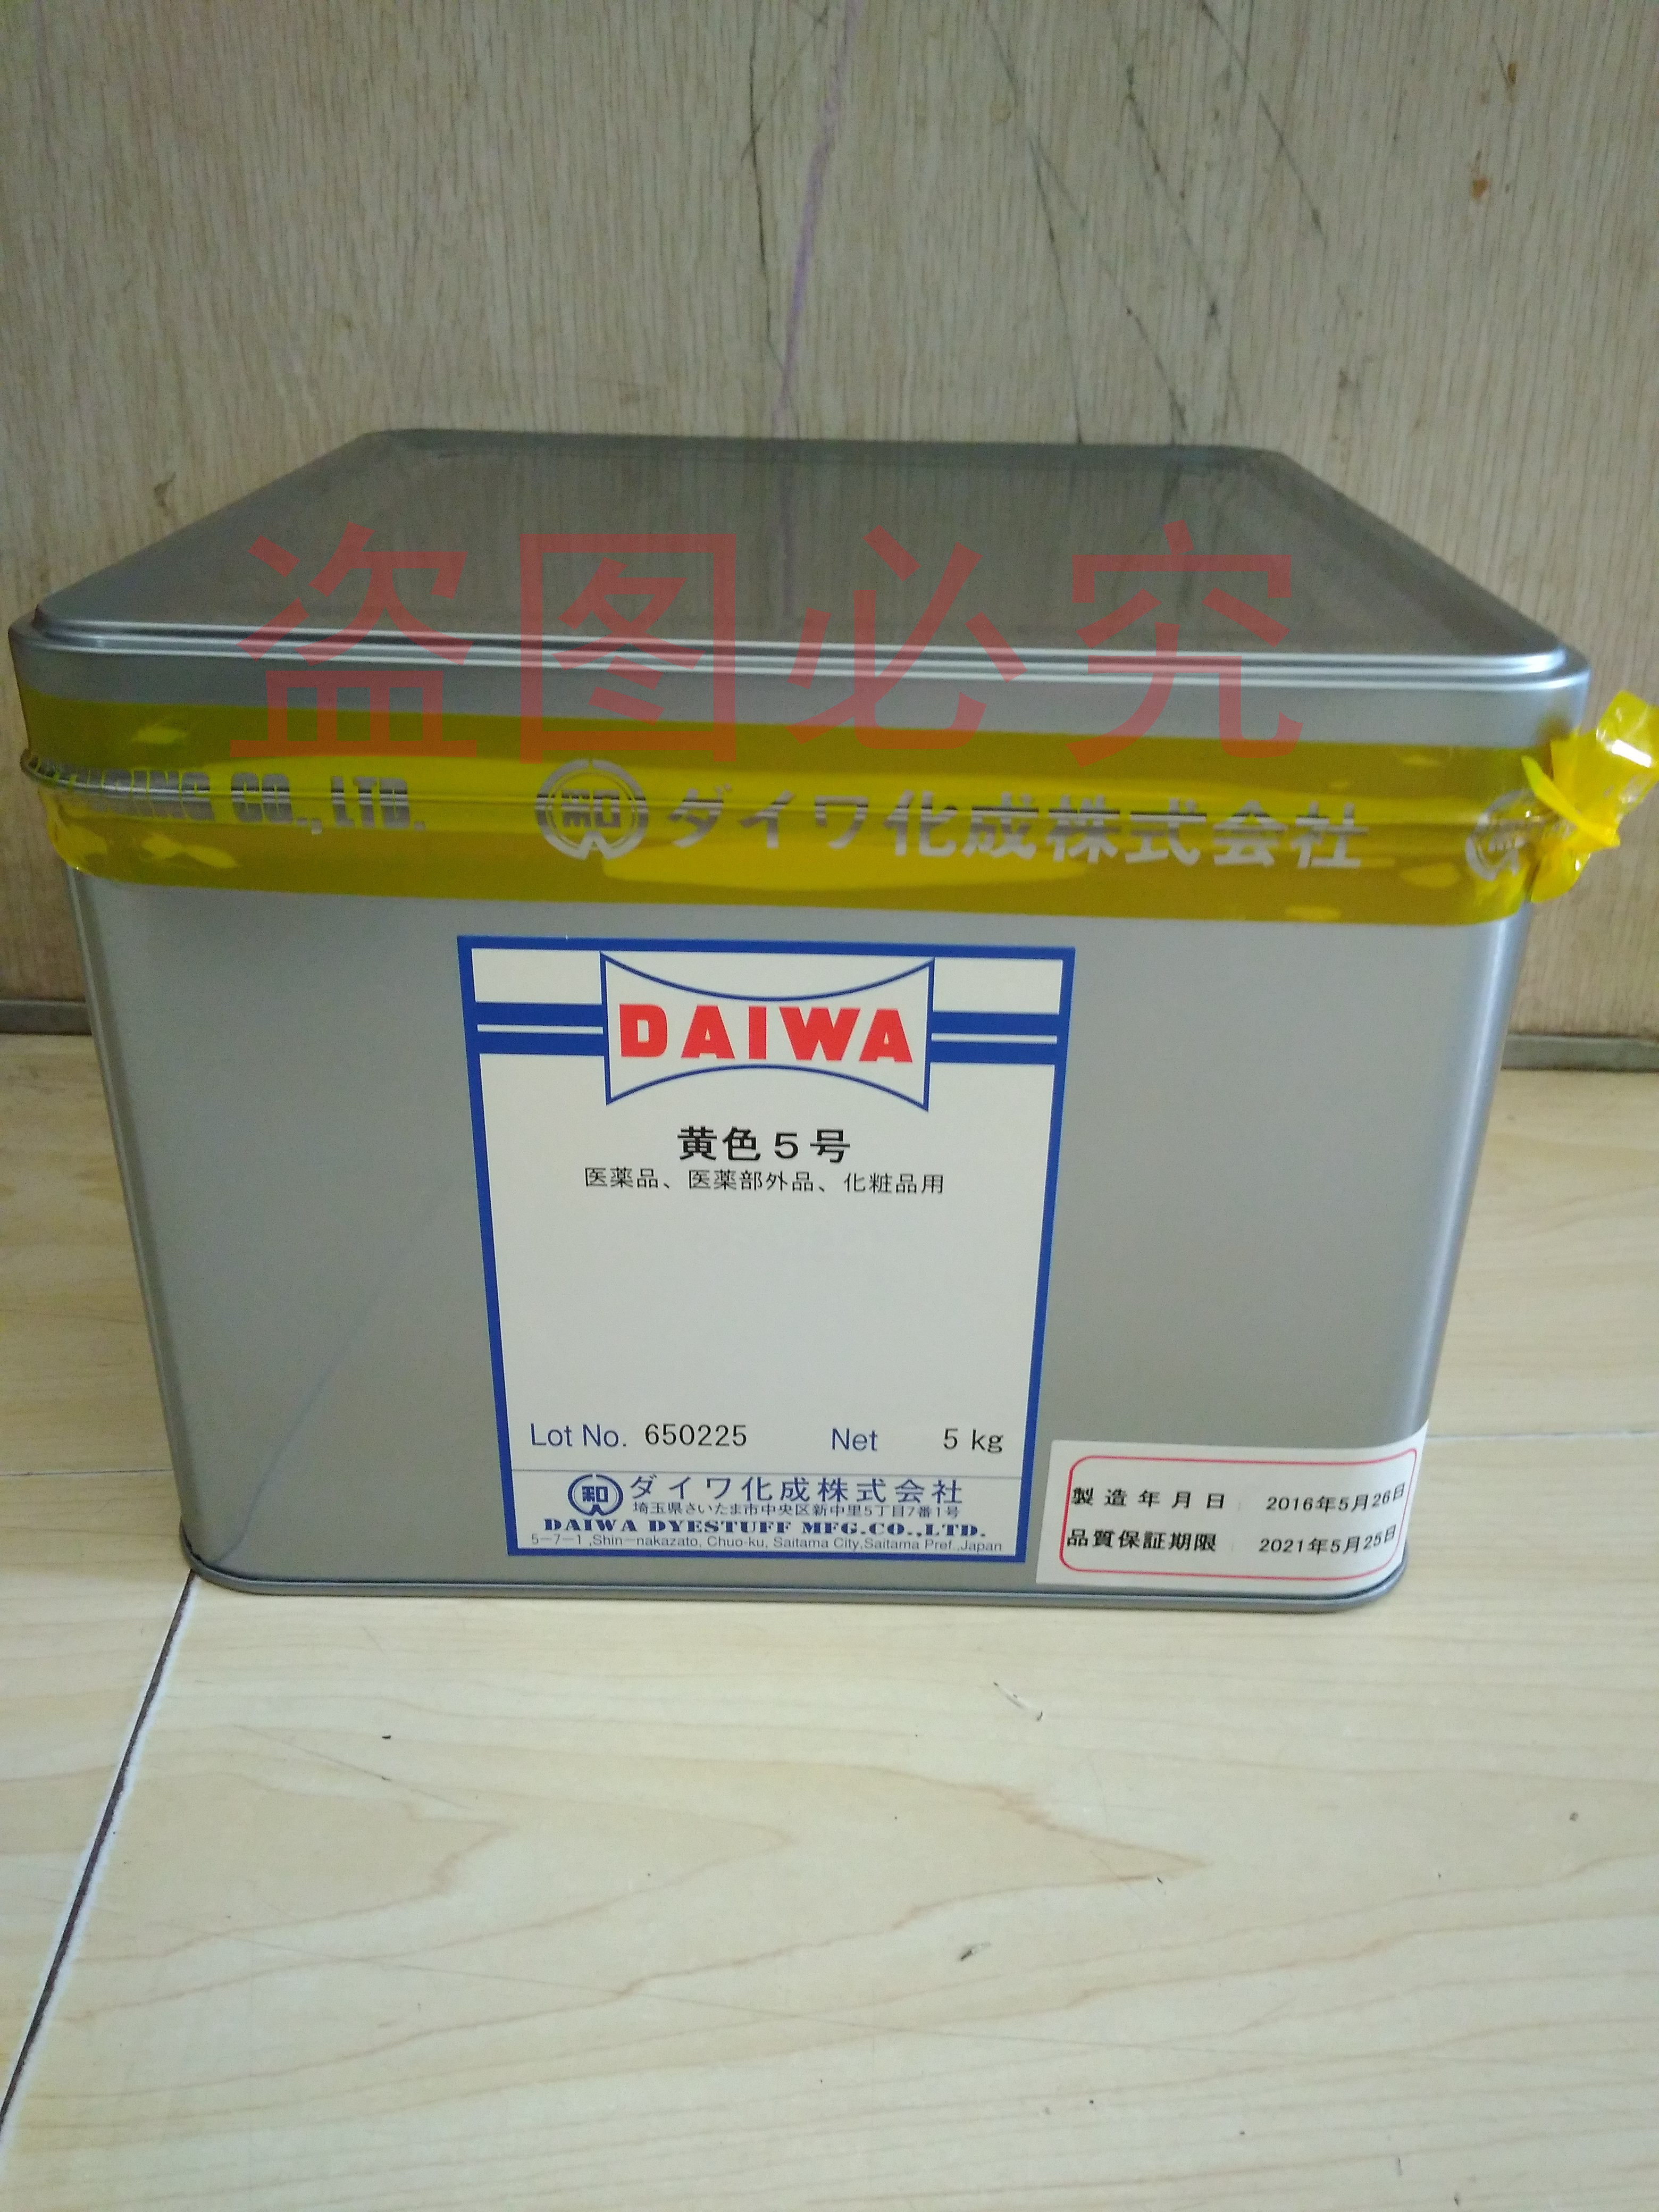 盗图必究
CO., LTD.
和 ダイワ化成株式会社
DAIWA
黄色5号
医薬品、医薬部外品、化粧品用
Lot No. 650225 Net 5 kg
和 ダイワ化成株式会社
埼玉県さいたま市中央区新中里5丁目7番1号
DAIWA DYESTUFF MFG.CO.,LTD.
5-7-1 ,Shin-nakazato, Chuo-ku, Saitama City,Saitama Pref.,Japan
製造年月日 2016年5月26日
品質保証期限 2021年5月25日